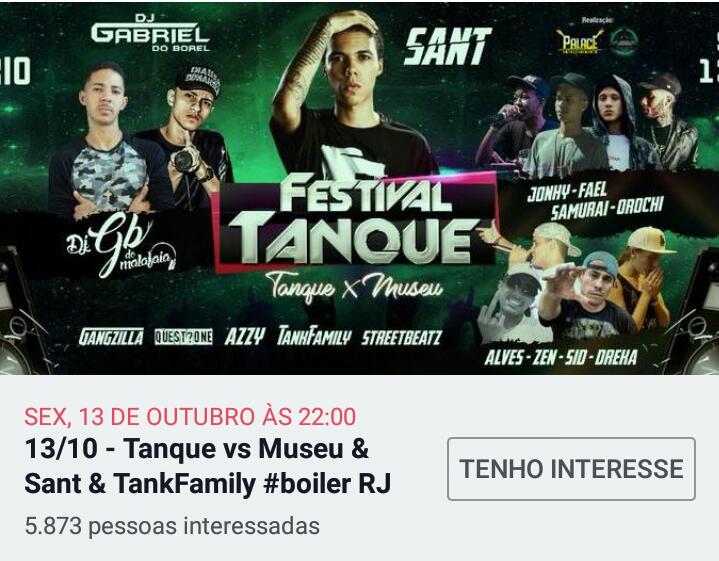 DJ
GABRIEL
DO BOREL
SANT
Realização:
PALACE
RIO
FESTIVAL
TANQUE
Tanque x Museu
Dj Gb
do malafaia
JONHY - FAEL
SAMURAI - OROCHI
GANGZILLA QUEST?ONE AZZY TANKFAMILY STREETBEATZ
ALVES - ZEN - SID - DREKA
SEX, 13 DE OUTUBRO ÀS 22:00
13/10 - Tanque vs Museu &
Sant & TankFamily #boiler RJ
TENHO INTERESSE
5.873 pessoas interessadas